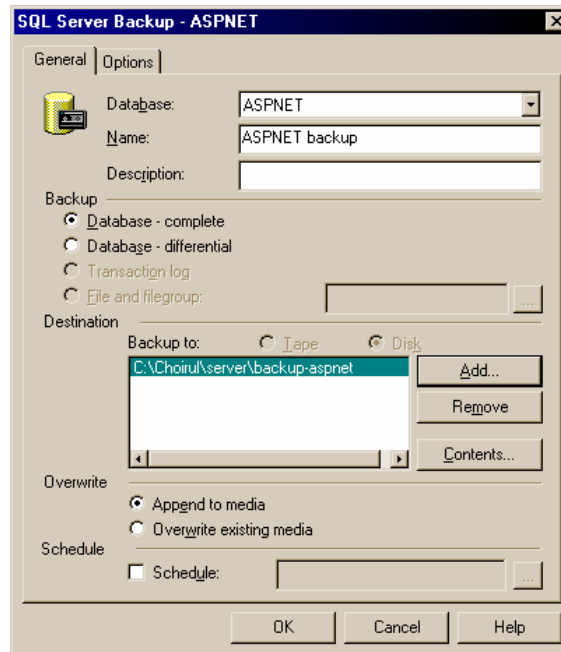 SQL Server Backup - ASPNET
General Options
Database: ASPNET
Name: ASPNET backup
Description:
Backup
Database - complete
Database - differential
Transaction log
File and filegroup: ...
Destination
Backup to: Tape Disk
C:\Choirul\server\backup-aspnet
Add...
Remove
Contents...
Overwrite
Append to media
Overwrite existing media
Schedule
Schedule: ...
OK Cancel Help